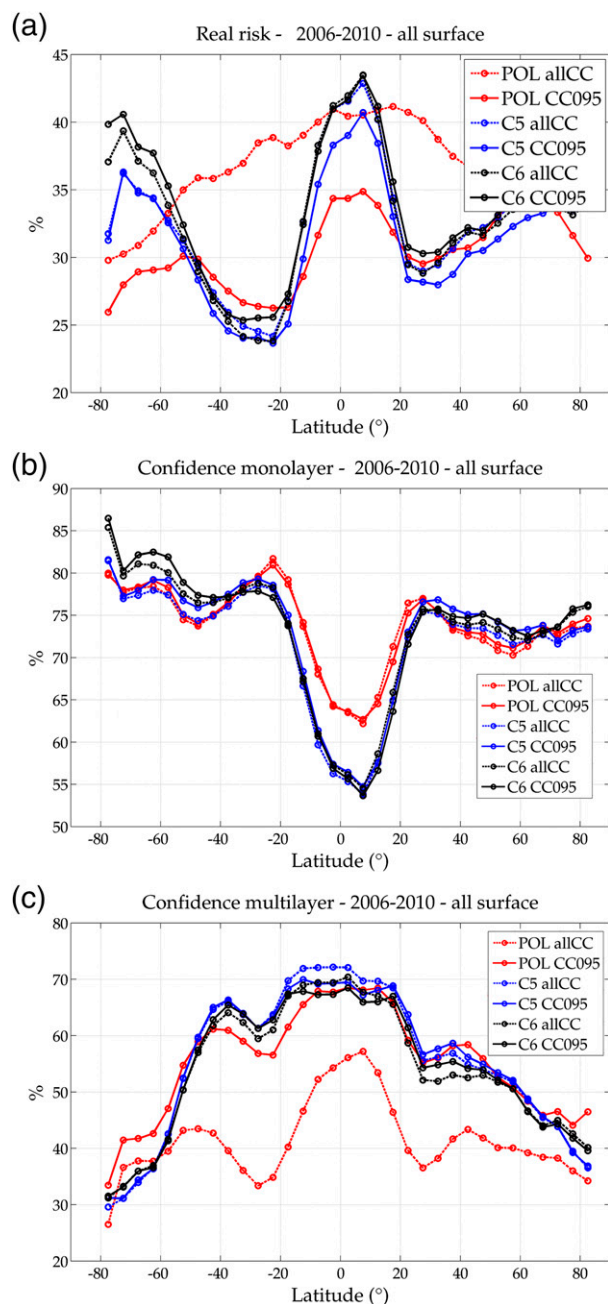 (a)
Real risk - 2006-2010 - all surface
45
40
35
30
25
20
%
POL allCC
POL CC095
C5 allCC
C5 CC095
C6 allCC
C6 CC095
-80 -60 -40 -20 0 20 40 60 80
Latitude (°)
(b)
Confidence monolayer - 2006-2010 - all surface
90
85
80
75
70
65
60
55
50
%
POL allCC
POL CC095
C5 allCC
C5 CC095
C6 allCC
C6 CC095
-80 -60 -40 -20 0 20 40 60 80
Latitude (°)
(c)
Confidence multilayer - 2006-2010 - all surface
80
70
60
50
40
30
20
%
POL allCC
POL CC095
C5 allCC
C5 CC095
C6 allCC
C6 CC095
-80 -60 -40 -20 0 20 40 60 80
Latitude (°)